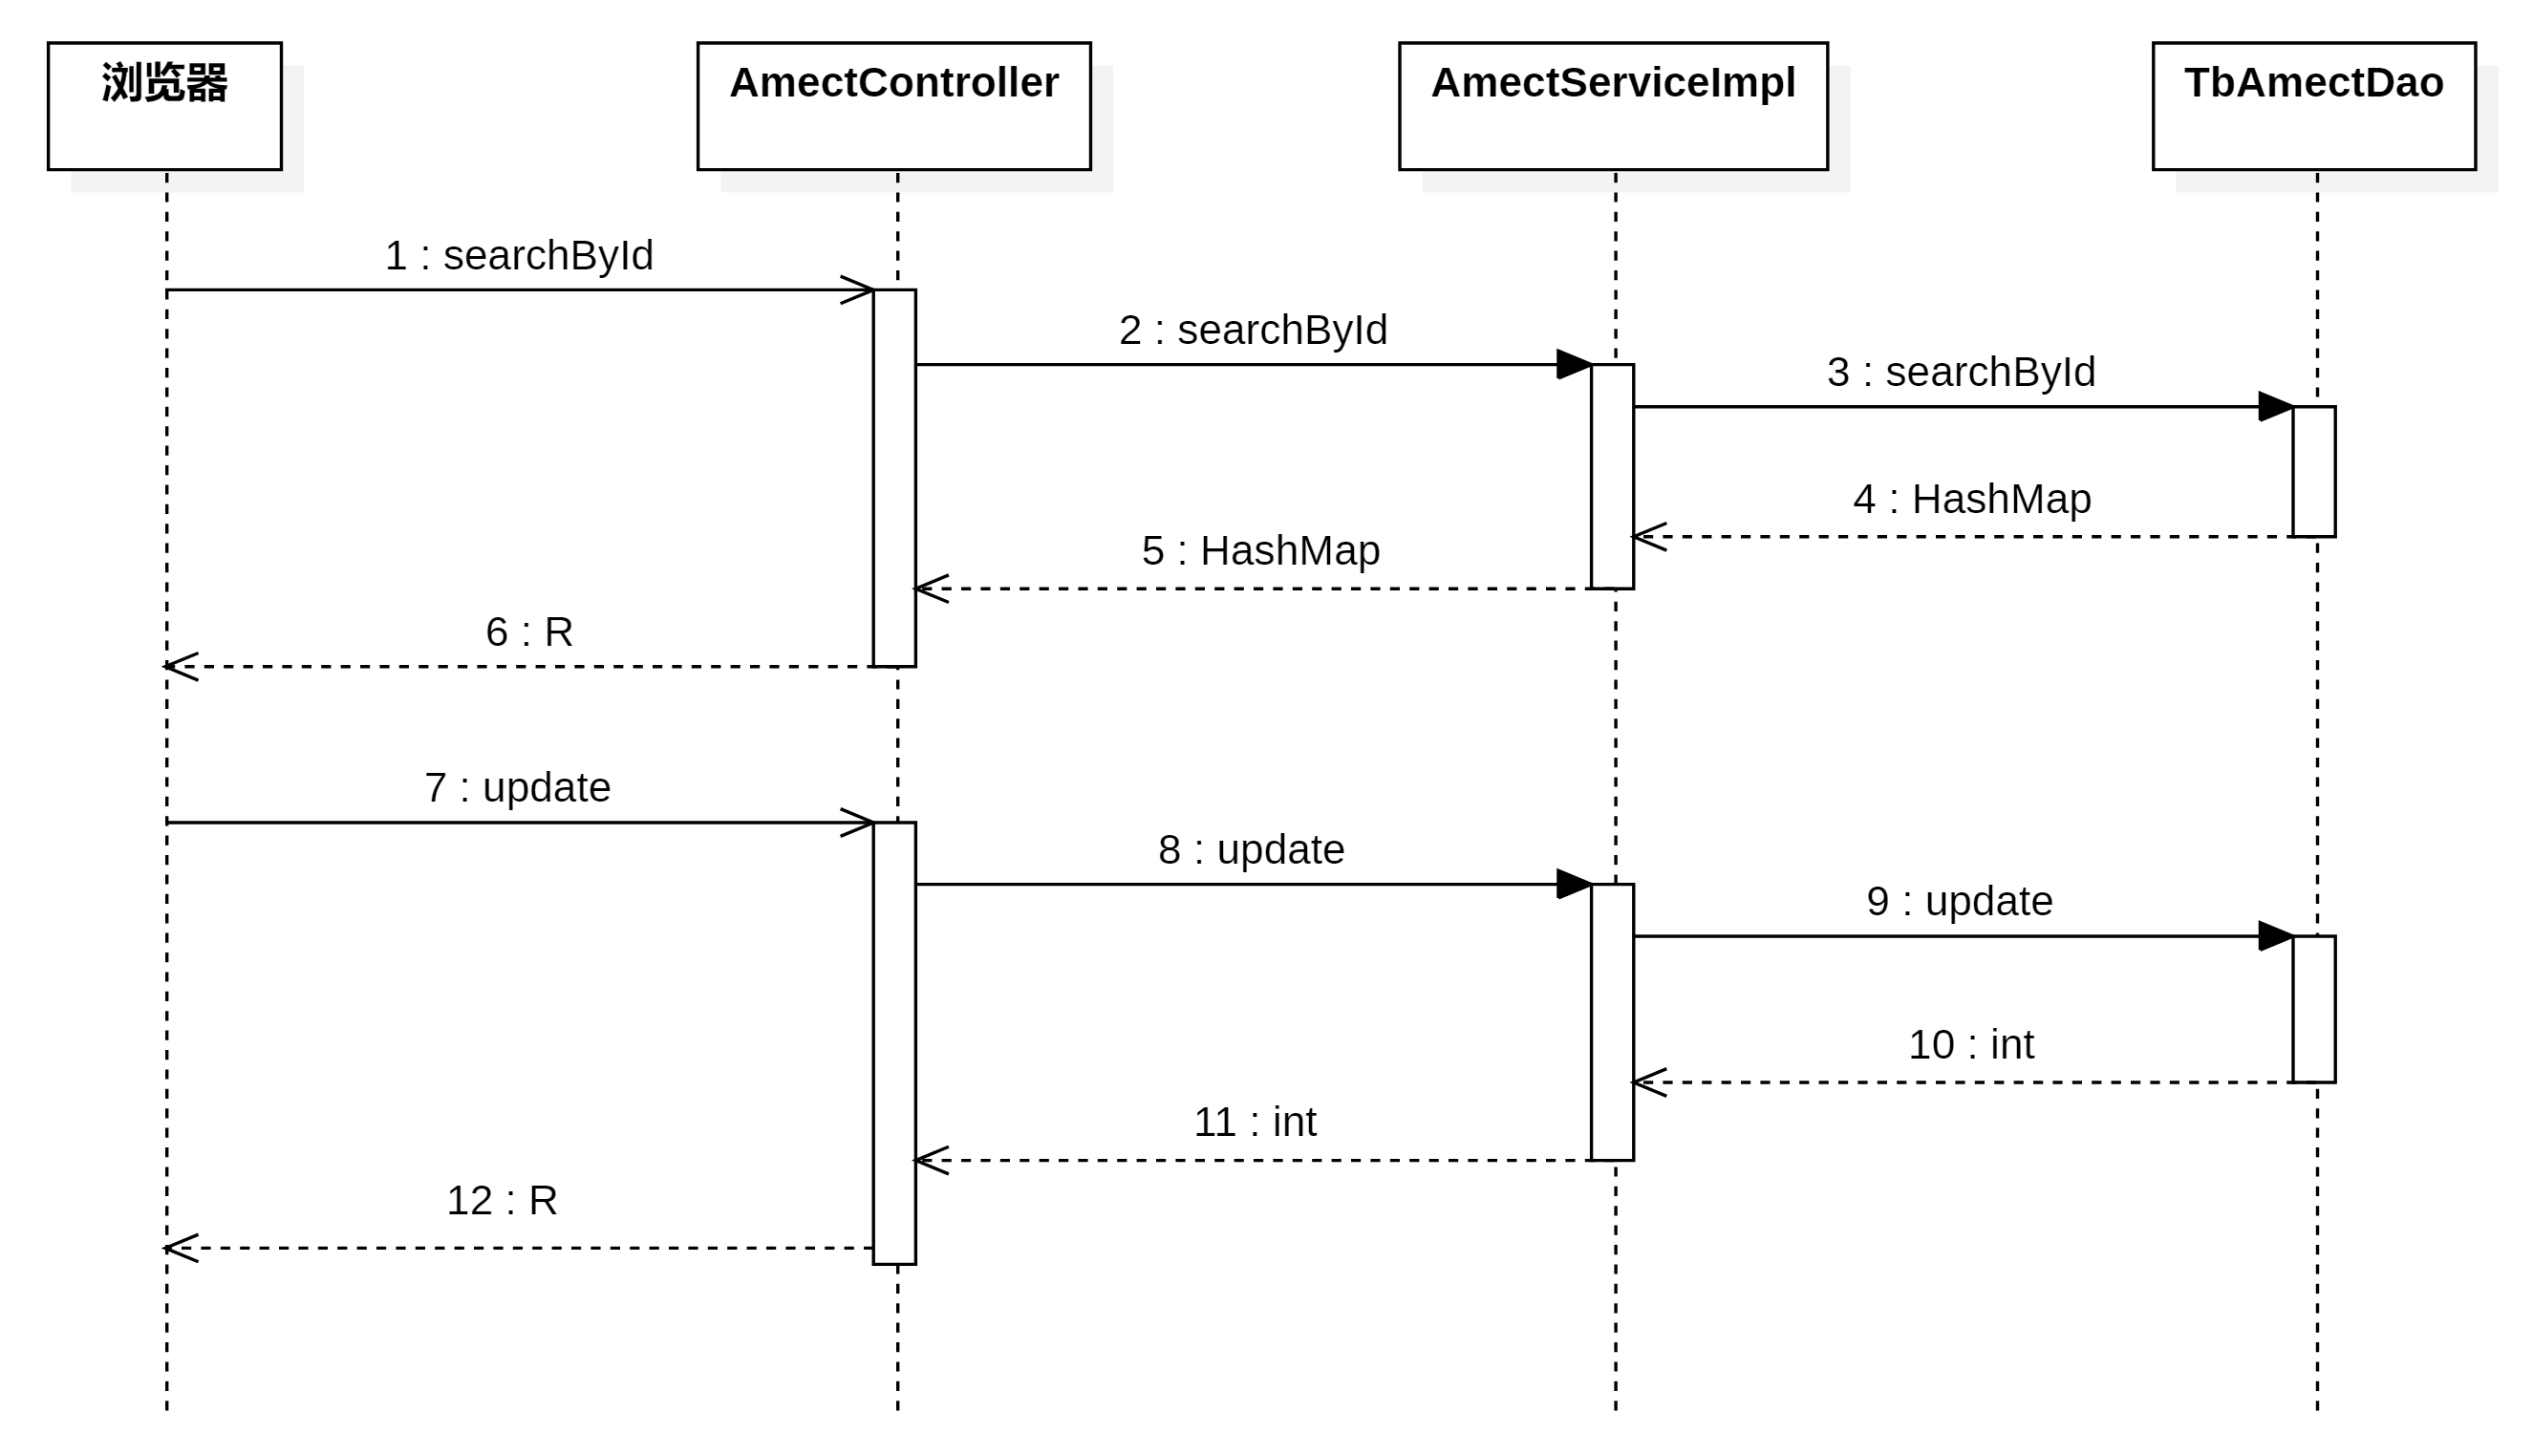 浏览器
AmectController
AmectServiceImpl
TbAmectDao
1 : searchById
2 : searchById
3 : searchById
4 : HashMap
5 : HashMap
6 : R
7 : update
8 : update
9 : update
10 : int
11 : int
12 : R